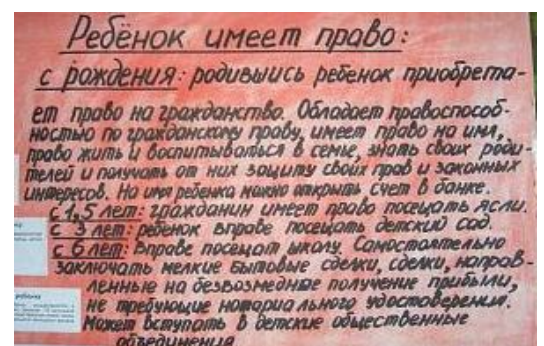 Ребёнок имеет право:
с рождения: родившись ребенок приобрета-
ет право на гражданство. Обладает правоспособ-
ностью по гражданскому праву, имеет право на имя,
право жить и воспитываться в семье, знать своих роди-
телей и получать от них защиту своих прав и законных
интересов. На имя ребенка можно открыть счет в банке.
с 1,5 лет: гражданин имеет право посещать ясли.
с 3 лет: ребенок вправе посещать детский сад.
с 6 лет: вправе посещать школу. Самостоятельно
заключать мелкие бытовые сделки, сделки, направ-
ленные на безвозмедное получение прибыли,
не требующие нотариального удостоверения.
Может вступать в детские общественные
объединения